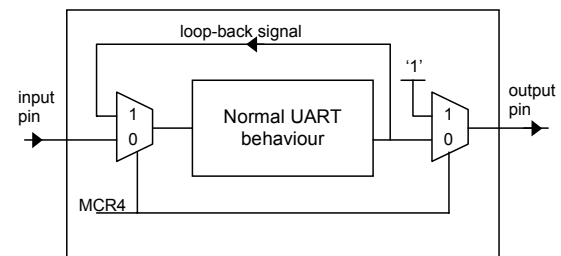 loop-back signal
‘1’
input
pin
1
0
Normal UART
behaviour
1
0
output
pin
MCR4